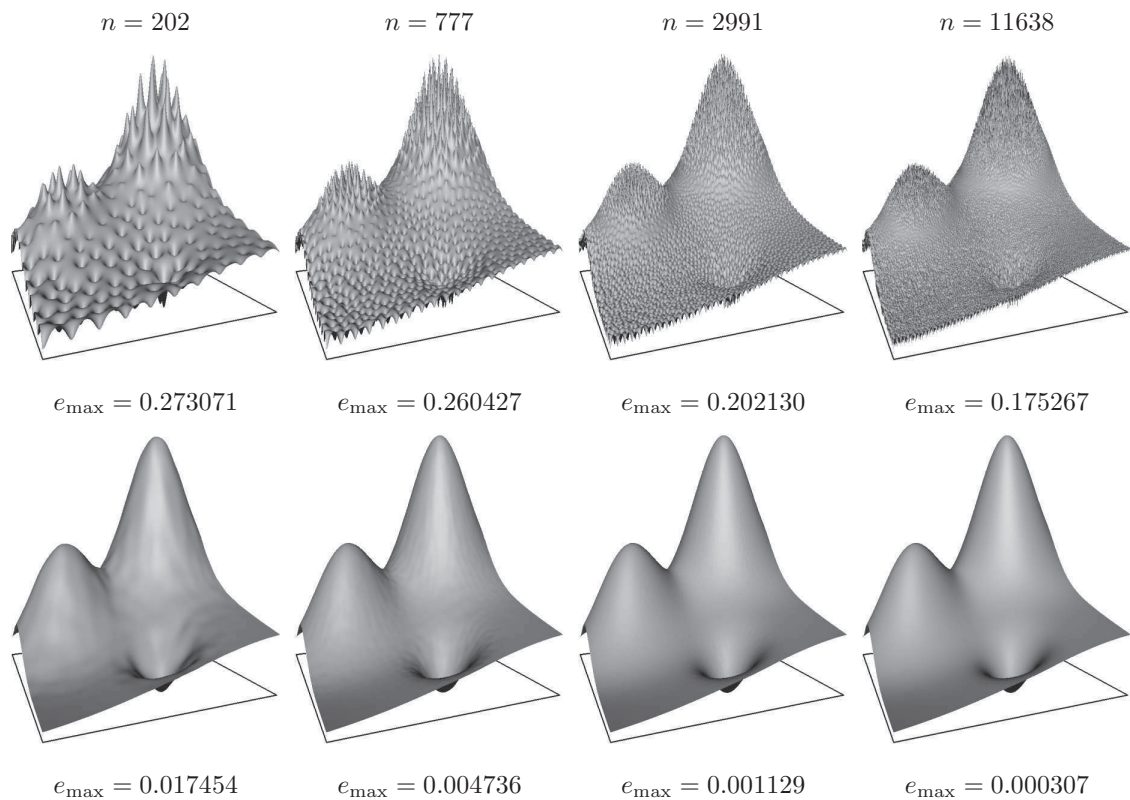 n = 202 n = 777 n = 2991 n = 11638
e_max = 0.273071 e_max = 0.260427 e_max = 0.202130 e_max = 0.175267
e_max = 0.017454 e_max = 0.004736 e_max = 0.001129 e_max = 0.000307